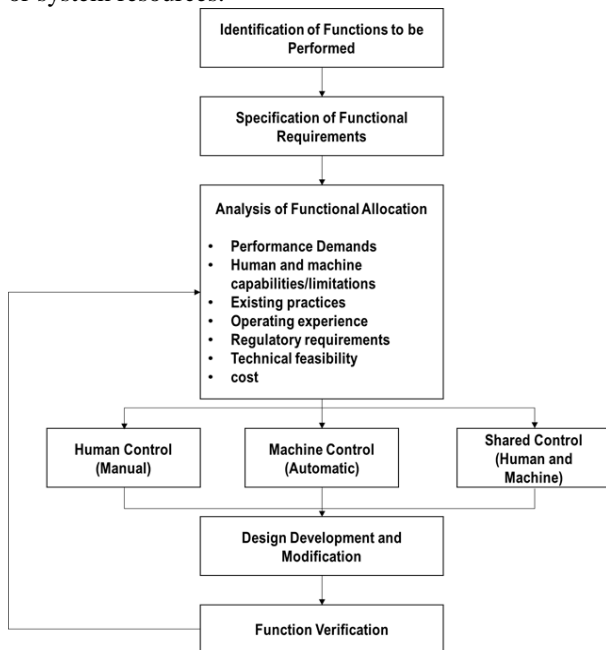 or system resources.
Identification of Functions to be
Performed
Specification of Functional
Requirements
Analysis of Functional Allocation
• Performance Demands
• Human and machine
capabilities/limitations
• Existing practices
• Operating experience
• Regulatory requirements
• Technical feasibility
• cost
Human Control
(Manual)
Machine Control
(Automatic)
Shared Control
(Human and
Machine)
Design Development and
Modification
Function Verification